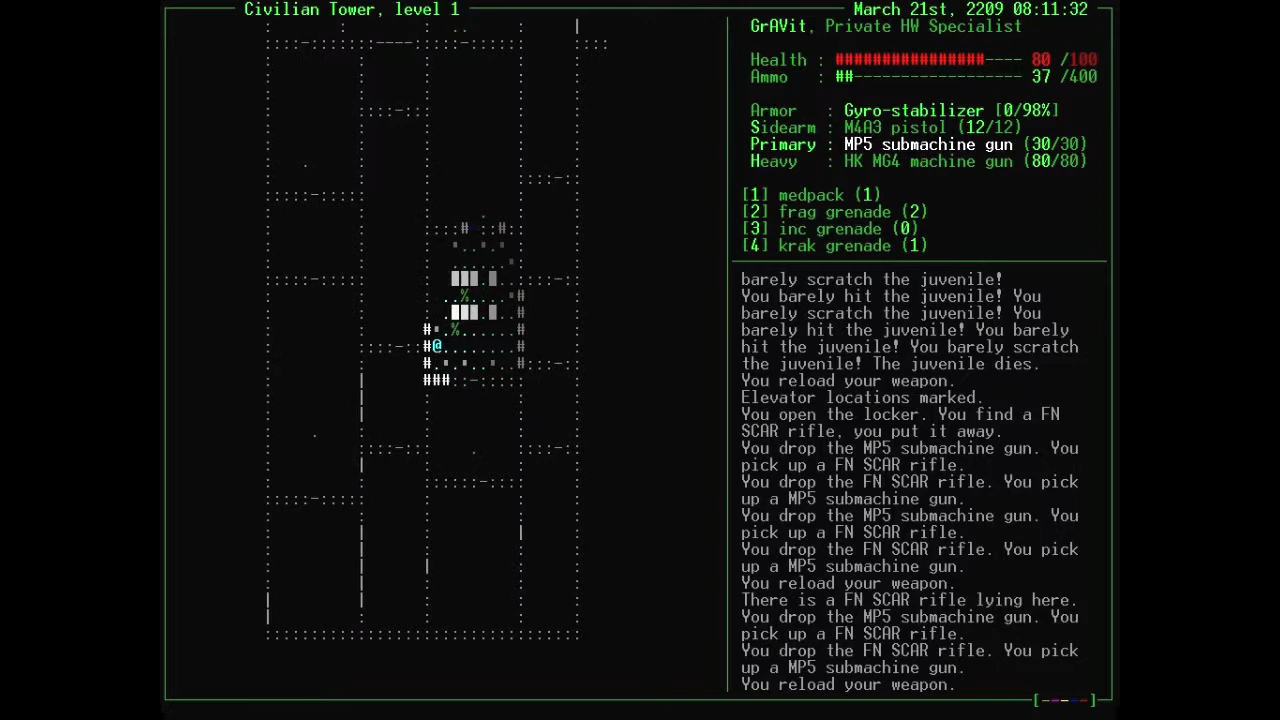 Civilian Tower, level 1
March 21st, 2209 08:11:32
GrAVit, Private HW Specialist
Health : ################---- 80 /100
Ammo   : ##------------------ 37 /400
Armor   : Gyro-stabilizer [0/98%]
Sidearm : M4A3 pistol (12/12)
Primary : MP5 submachine gun (30/30)
Heavy   : HK MG4 machine gun (80/80)
[1] medpack (1)
[2] frag grenade (2)
[3] inc grenade (0)
[4] krak grenade (1)
barely scratch the juvenile!
You barely hit the juvenile! You
barely scratch the juvenile! You
barely hit the juvenile! You barely
hit the juvenile! You barely scratch
the juvenile! The juvenile dies.
You reload your weapon.
Elevator locations marked.
You open the locker. You find a FN
SCAR rifle, you put it away.
You drop the MP5 submachine gun. You
pick up a FN SCAR rifle.
You drop the FN SCAR rifle. You pick
up a MP5 submachine gun.
You drop the MP5 submachine gun. You
pick up a FN SCAR rifle.
You drop the FN SCAR rifle. You pick
up a MP5 submachine gun.
You reload your weapon.
There is a FN SCAR rifle lying here.
You drop the MP5 submachine gun. You
pick up a FN SCAR rifle.
You drop the FN SCAR rifle. You pick
up a MP5 submachine gun.
You reload your weapon.
[-----]